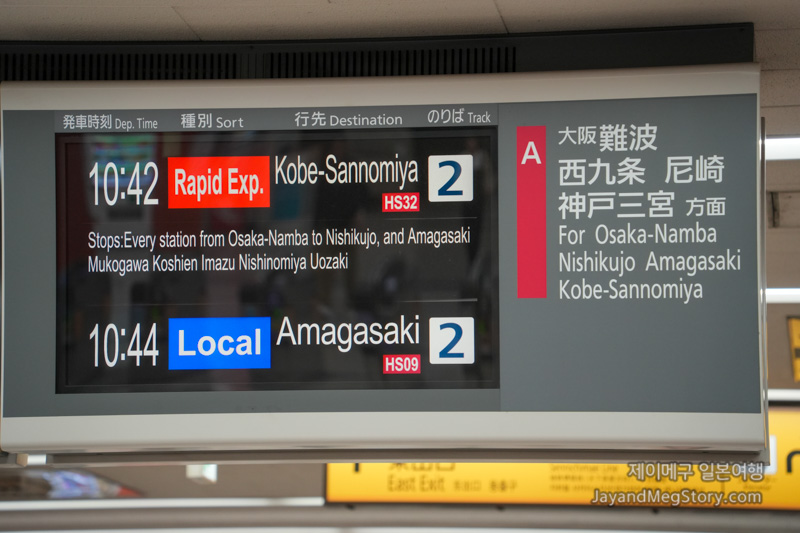 発車時刻 Dep. Time 種別 Sort 行先 Destination のりば Track
10:42 Rapid Exp. Kobe-Sannomiya HS32 2
Stops:Every station from Osaka-Namba to Nishikujo, and Amagasaki
Mukogawa Koshien Imazu Nishinomiya Uozaki
10:44 Local Amagasaki HS09 2
A
大阪難波
西九条 尼崎
神戸三宮 方面
For Osaka-Namba
Nishikujo Amagasaki
Kobe-Sannomiya
East Exit
제이메구 일본여행
JayandMegStory.com